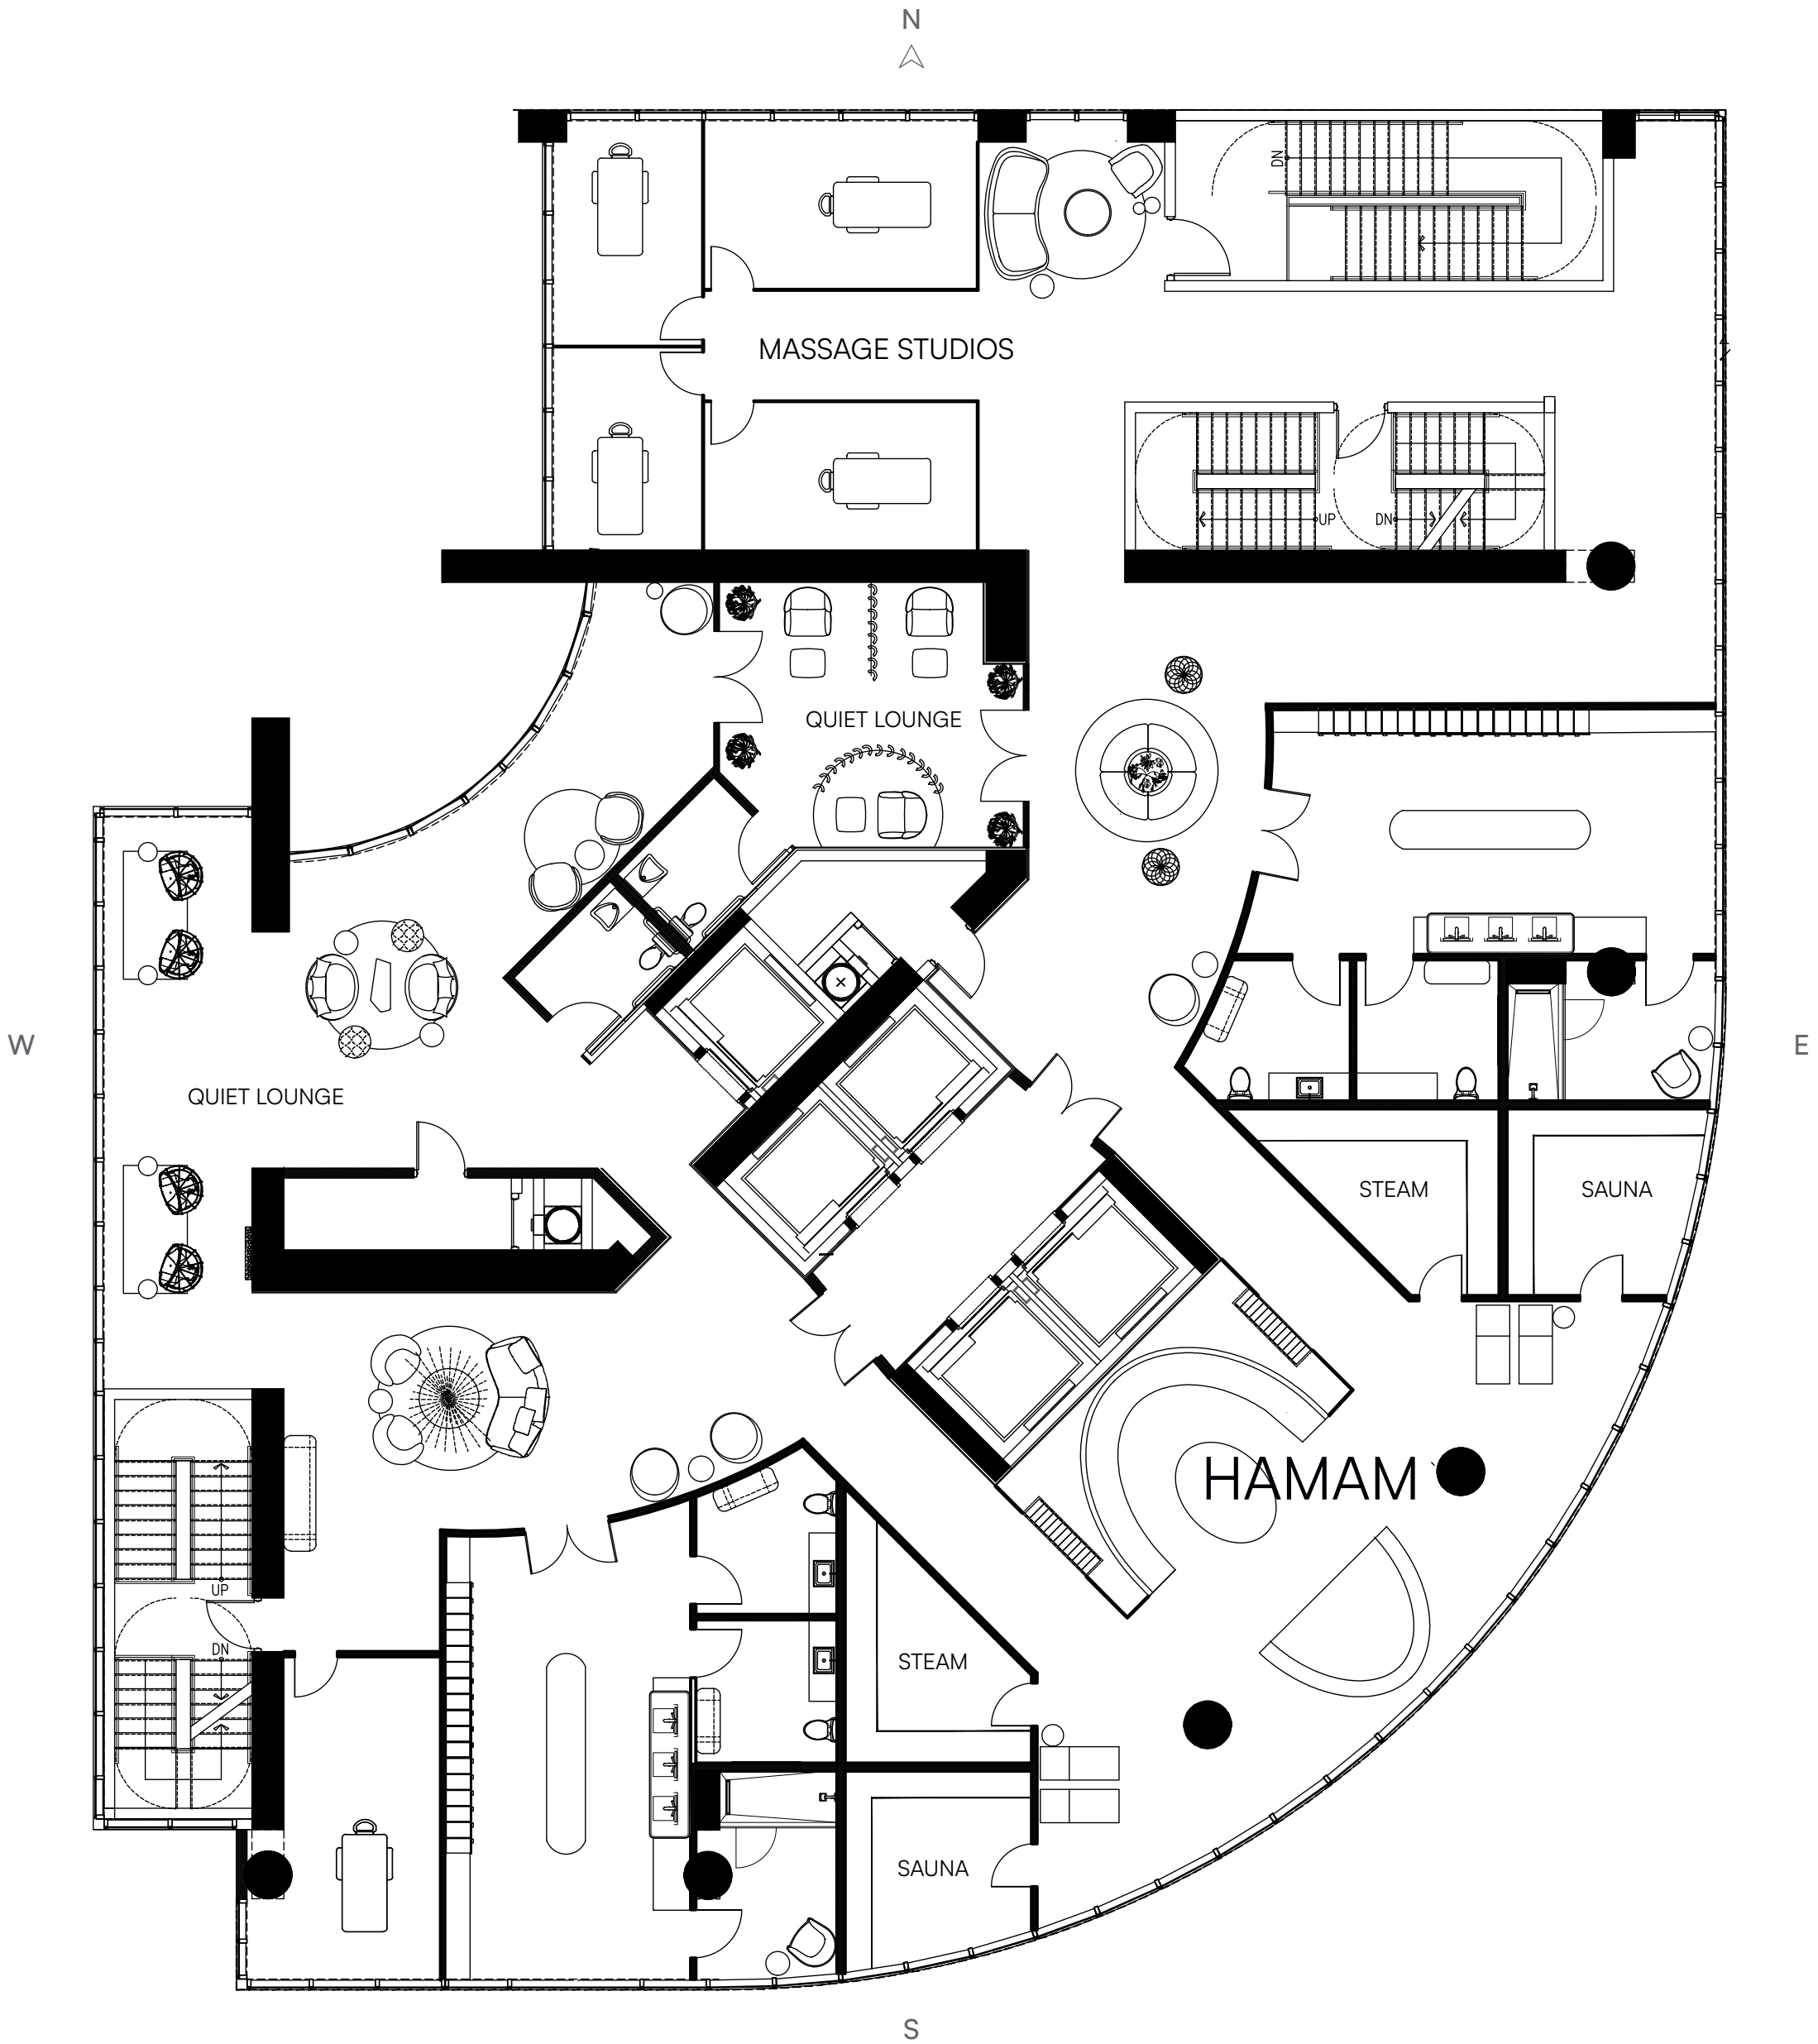 N
DN
MASSAGE STUDIOS
UP
DN
QUIET LOUNGE
W
E
QUIET LOUNGE
STEAM
SAUNA
HAMAM
UP
DN
STEAM
SAUNA
S